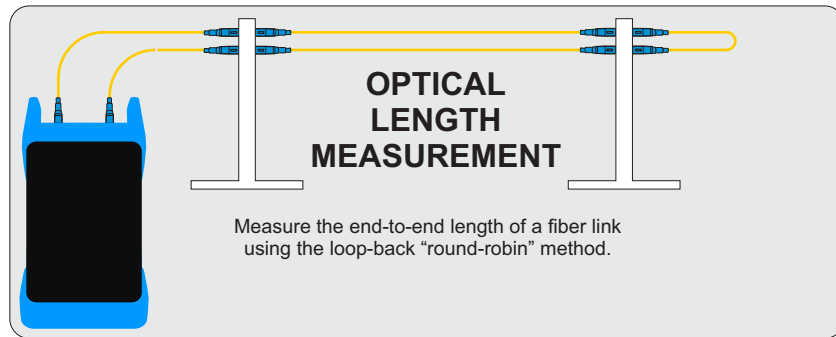 OPTICAL
LENGTH
MEASUREMENT
Measure the end-to-end length of a fiber link
using the loop-back “round-robin” method.